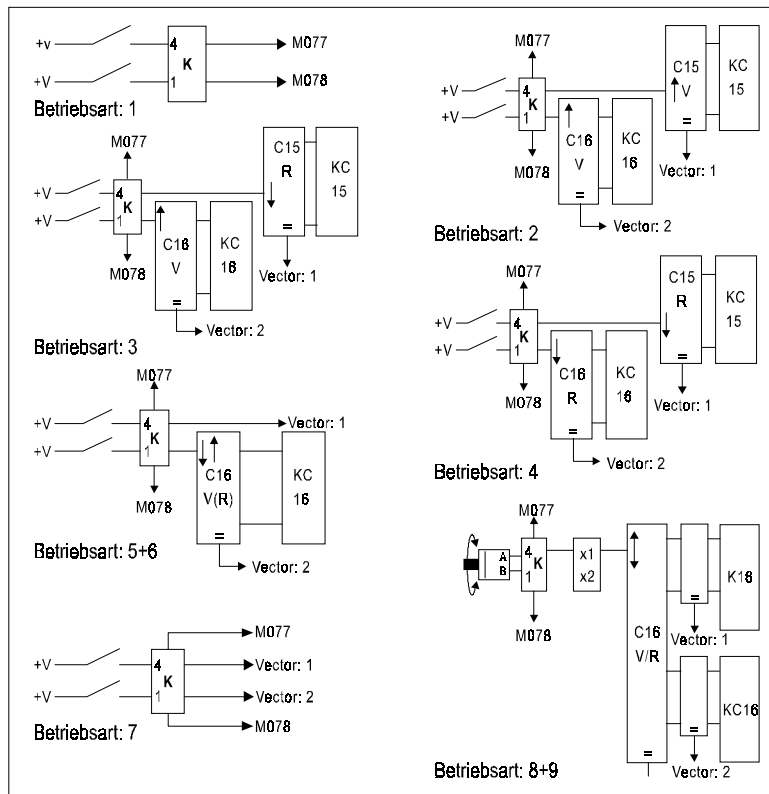 +v
4
K
1
M077
+V
M078
Betriebsart: 1
M077
+V
4
K
1
+V
M078
C16
V
=
KC
16
C15
V
=
KC
15
Vector: 1
Vector: 2
Betriebsart: 2
M077
+V
4
K
1
+V
M078
C16
V
=
KC
16
C15
R
=
KC
15
Vector: 1
Vector: 2
Betriebsart: 3
M077
+V
4
K
1
+V
M078
C16
R
=
KC
16
C15
R
=
KC
15
Vector: 1
Vector: 2
Betriebsart: 4
M077
+V
4
K
1
+V
M078
Vector: 1
C16
V(R)
=
KC
16
Vector: 2
Betriebsart: 5+6
M077
+V
4
K
1
+V
Vector: 1
Vector: 2
M078
Betriebsart: 7
M077
A
B
4
K
1
M078
x1
x2
C16
V/R
=
=
K16
Vector: 1
=
KC16
Vector: 2
Betriebsart: 8+9